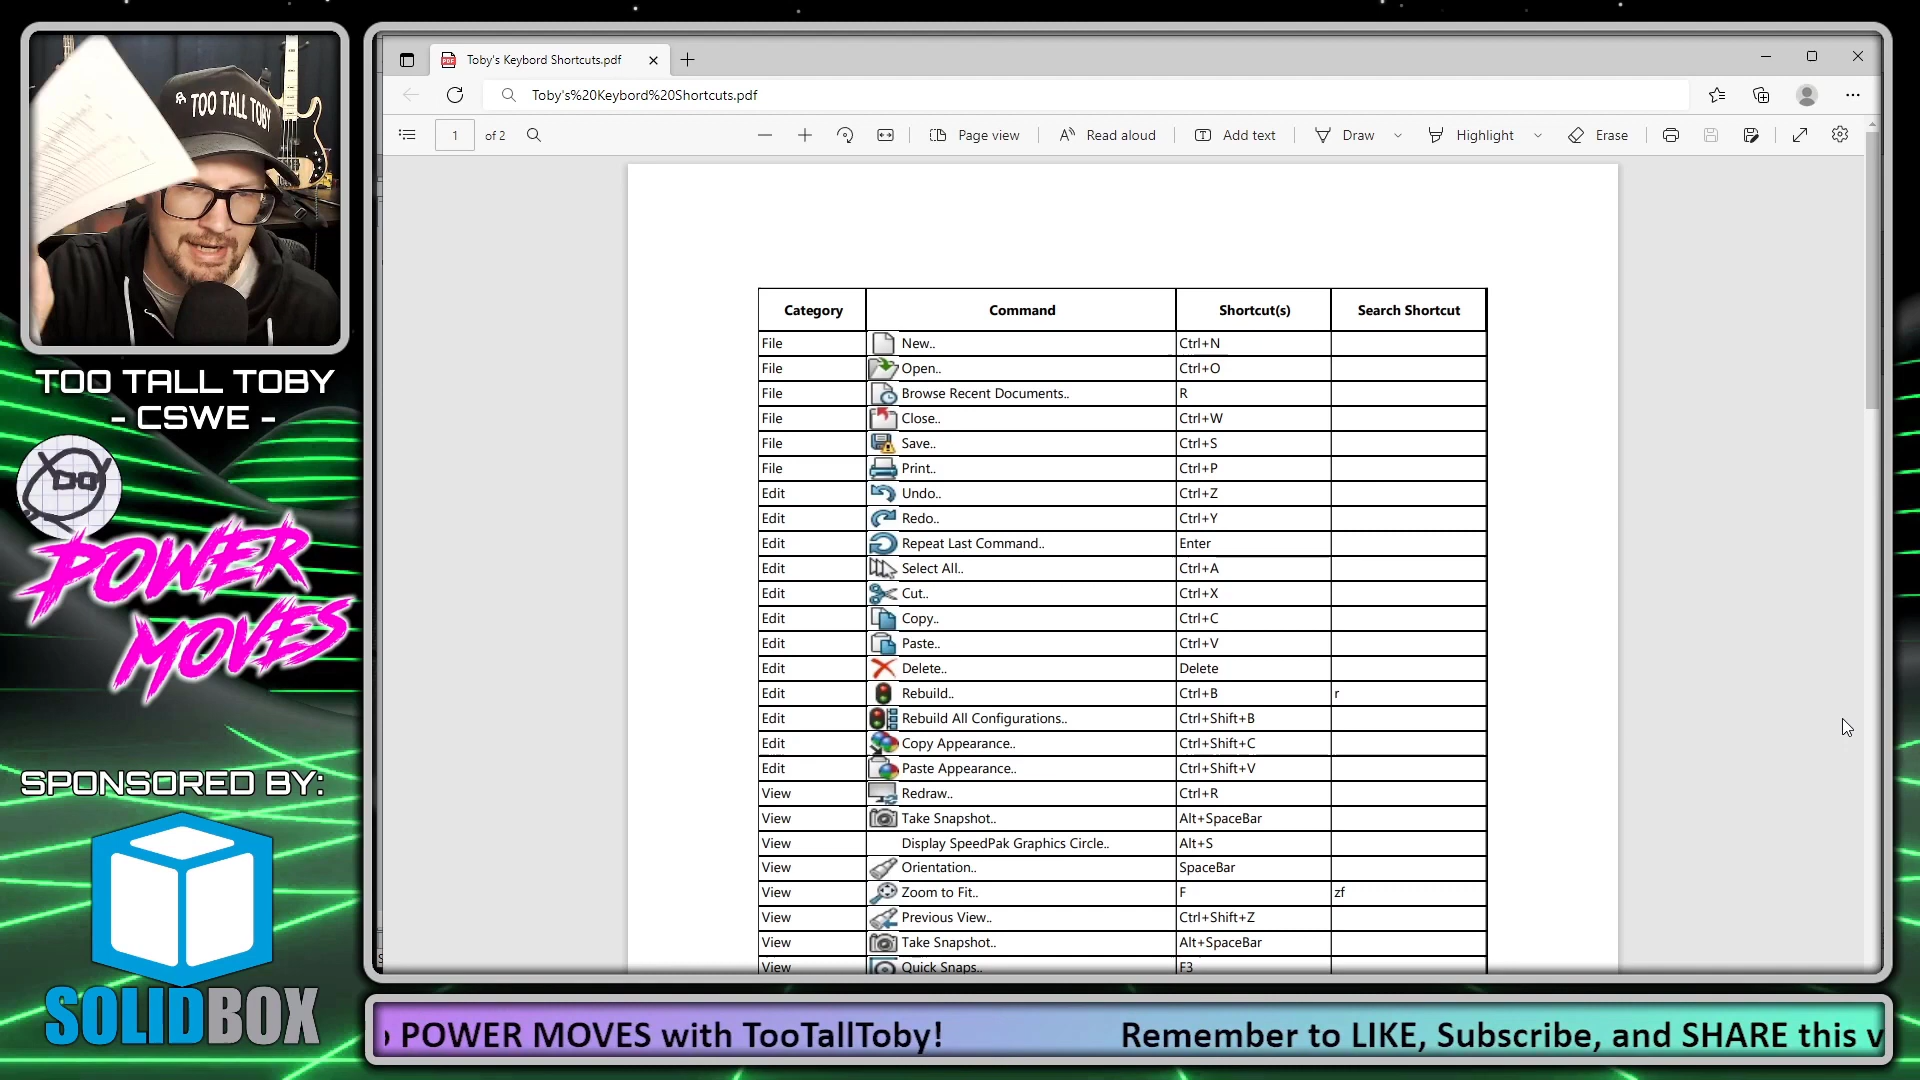 TOO TALL TOBY
TOO TALL TOBY
- CSWE -
POWER
MOVES
SPONSORED BY:
SOLIDBOX
Toby's Keybord Shortcuts.pdf
Toby's%20Keybord%20Shortcuts.pdf
1 of 2
Page view
Read aloud
Add text
Draw
Highlight
Erase
Category Command Shortcut(s) Search Shortcut
File New.. Ctrl+N
File Open.. Ctrl+O
File Browse Recent Documents.. R
File Close.. Ctrl+W
File Save.. Ctrl+S
File Print.. Ctrl+P
Edit Undo.. Ctrl+Z
Edit Redo.. Ctrl+Y
Edit Repeat Last Command.. Enter
Edit Select All.. Ctrl+A
Edit Cut.. Ctrl+X
Edit Copy.. Ctrl+C
Edit Paste.. Ctrl+V
Edit Delete.. Delete
Edit Rebuild.. Ctrl+B r
Edit Rebuild All Configurations.. Ctrl+Shift+B
Edit Copy Appearance.. Ctrl+Shift+C
Edit Paste Appearance.. Ctrl+Shift+V
View Redraw.. Ctrl+R
View Take Snapshot.. Alt+SpaceBar
View Display SpeedPak Graphics Circle.. Alt+S
View Orientation.. SpaceBar
View Zoom to Fit.. F zf
View Previous View.. Ctrl+Shift+Z
View Take Snapshot.. Alt+SpaceBar
View Quick Snaps.. F3
POWER MOVES with TooTallToby! Remember to LIKE, Subscribe, and SHARE this v